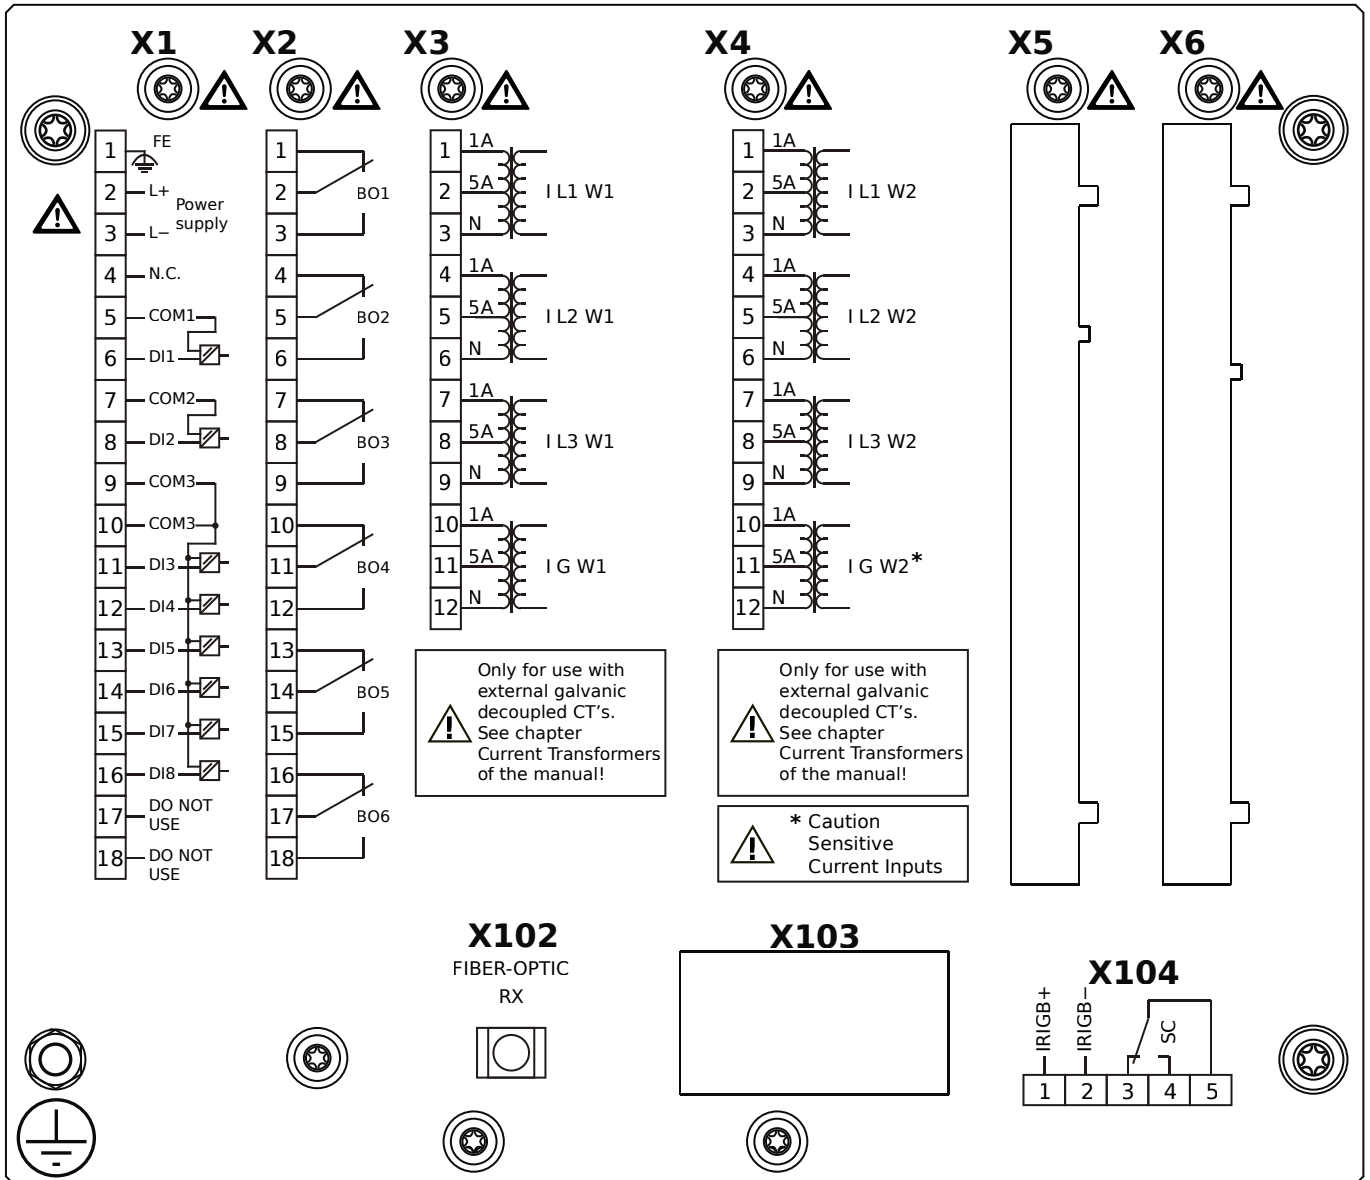 X1
X2
X3
X4
X5
X6
1 FE
2 L+
Power
supply
3 L−
4 N.C.
5 COM1
6 DI1
7 COM2
8 DI2
9 COM3
10 COM3
11 DI3
12 DI4
13 DI5
14 DI6
15 DI7
16 DI8
17 DO NOT
USE
18 DO NOT
USE
1
2 BO1
3
4
5 BO2
6
7
8 BO3
9
10
11 BO4
12
13
14 BO5
15
16
17 BO6
18
1 1A
2 5A I L1 W1
3 N
4 1A
5 5A I L2 W1
6 N
7 1A
8 5A I L3 W1
9 N
10 1A
11 5A I G W1
12 N
Only for use with
external galvanic
decoupled CT's.
See chapter
Current Transformers
of the manual!
1 1A
2 5A I L1 W2
3 N
4 1A
5 5A I L2 W2
6 N
7 1A
8 5A I L3 W2
9 N
10 1A
11 5A I G W2*
12 N
Only for use with
external galvanic
decoupled CT's.
See chapter
Current Transformers
of the manual!
* Caution
Sensitive
Current Inputs
X102
FIBER-OPTIC
RX
X103
X104
IRIGB+
IRIGB−
SC
1 2 3 4 5